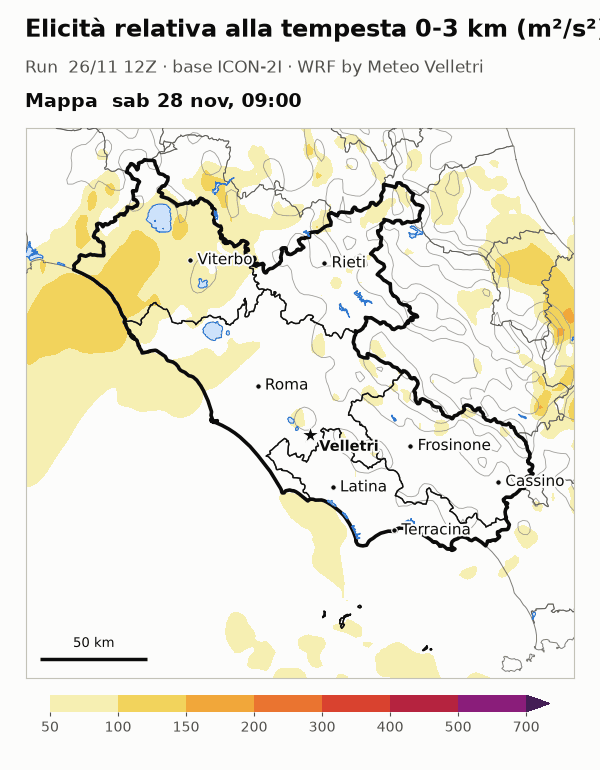 Elicità relativa alla tempesta 0-3 km (m²/s²)
Run  26/11 12Z · base ICON-2I · WRF by Meteo Velletri
Mappa  sab 28 nov, 09:00
Viterbo
Rieti
Roma
Velletri
Frosinone
Latina
Cassino
Terracina
50 km
50 100 150 200 300 400 500 700